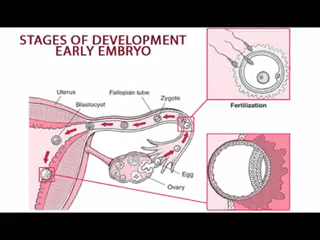 STAGES OF DEVELOPMENT
EARLY EMBRYO
Uterus
Fallopian tube
Zygote
Blastocyst
Fertilization
Egg
Ovary